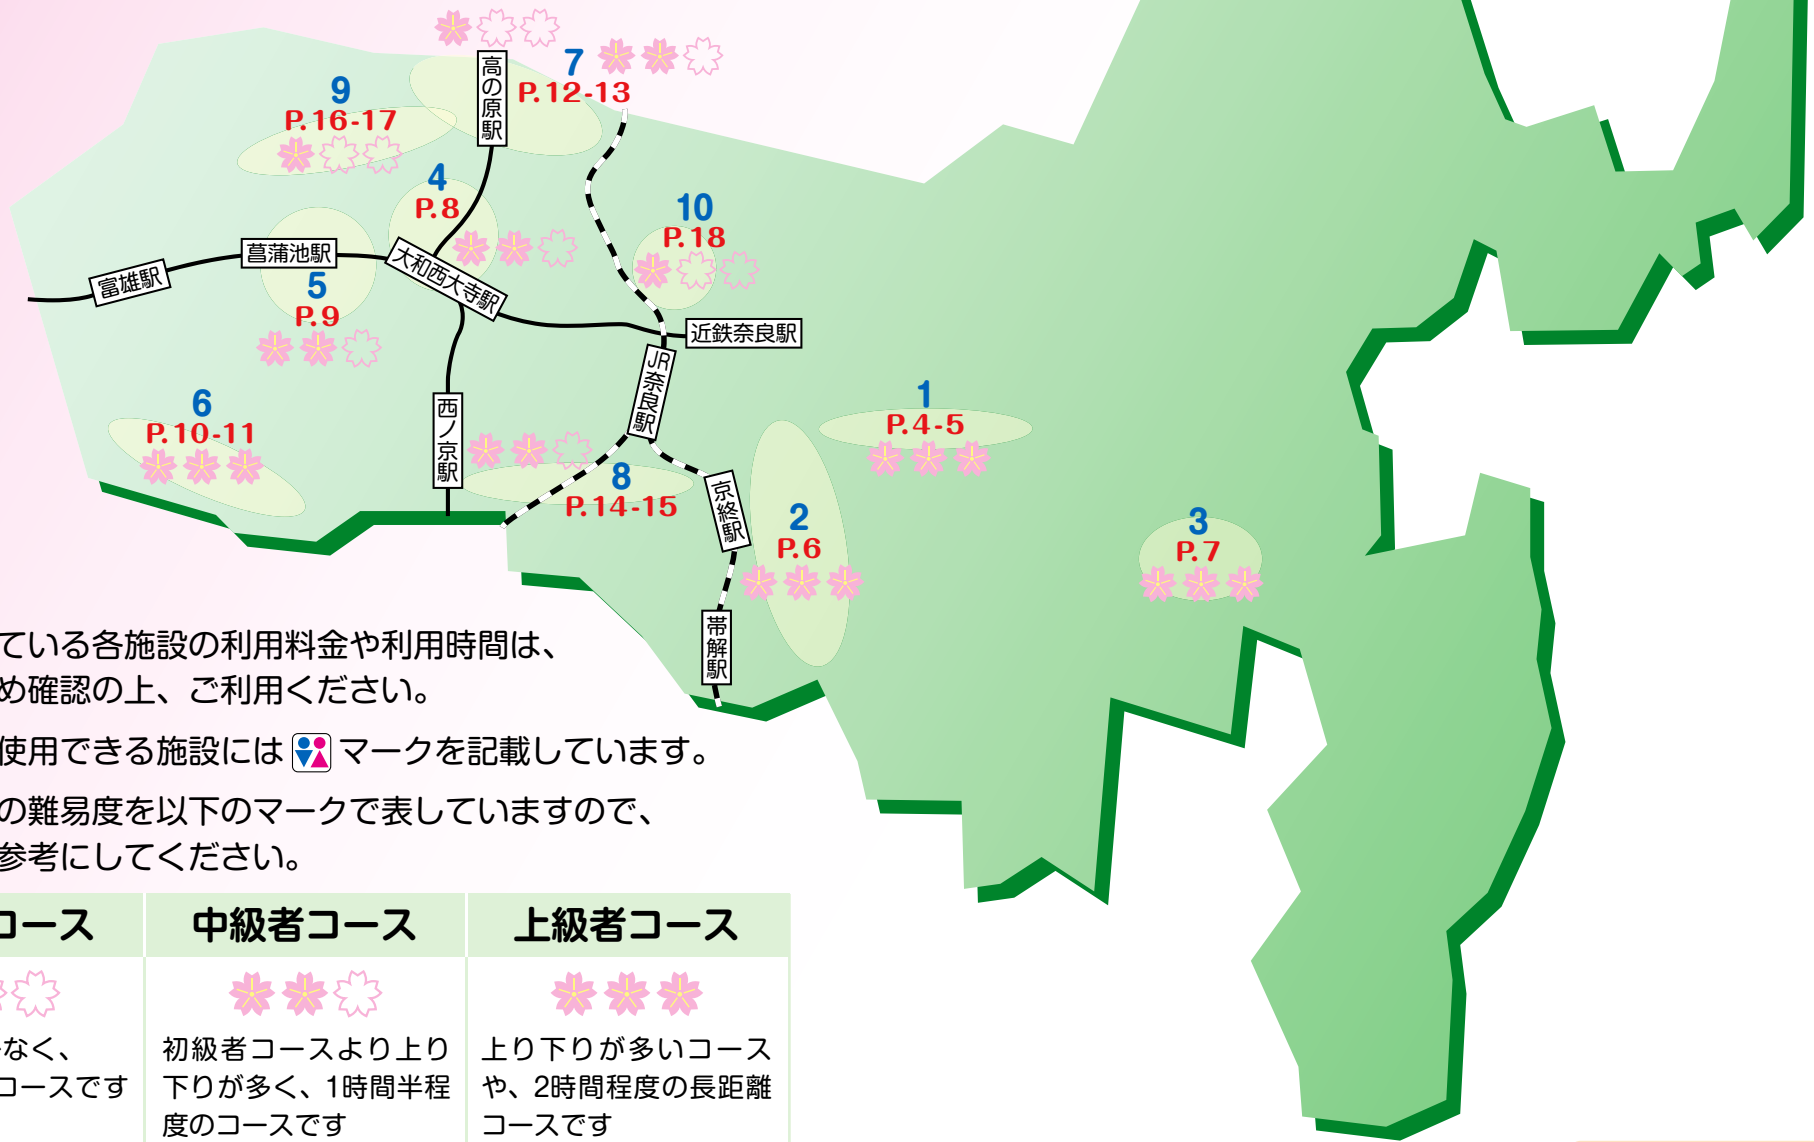 高の原駅
7
P.12-13
9
P.16-17
4
P.8
10
P.18
菖蒲池駅
大和西大寺駅
富雄駅
5
P.9
近鉄奈良駅
JR奈良駅
6
P.10-11
西ノ京駅
1
P.4-5
8
P.14-15
京終駅
2
P.6
3
P.7
帯解駅
ている各施設の利用料金や利用時間は、
め確認の上、ご利用ください。
使用できる施設には マークを記載しています。
の難易度を以下のマークで表していますので、
参考にしてください。
コース
なく、
コースです
中級者コース
初級者コースより上り
下りが多く、1時間半程
度のコースです
上級者コース
上り下りが多いコース
や、2時間程度の長距離
コースです